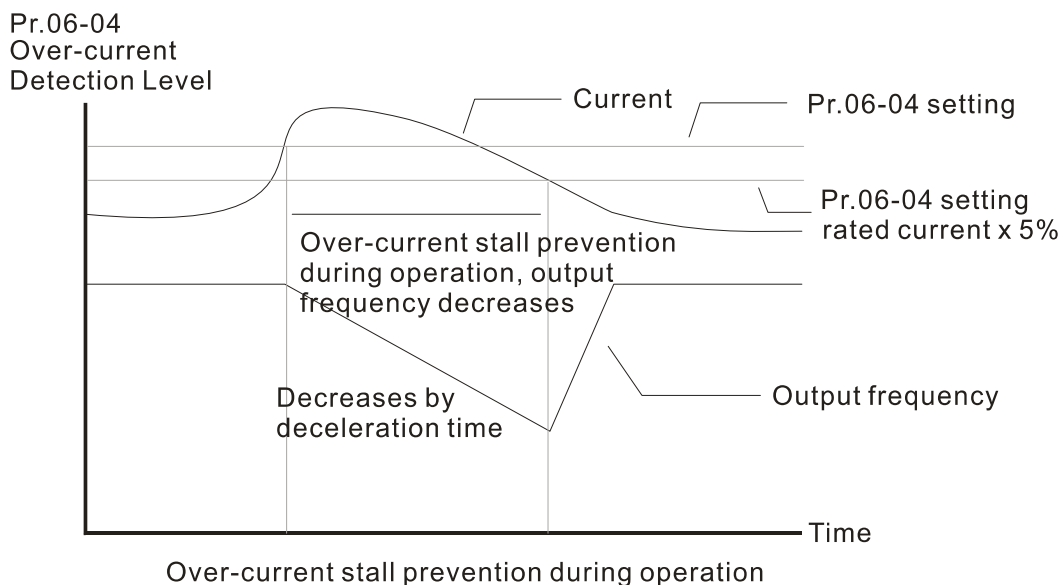 Pr.06-04
Over-current
Detection Level
Current
Pr.06-04 setting
Pr.06-04 setting
rated current x 5%
Over-current stall prevention
during operation, output
frequency decreases
Decreases by
deceleration time
Output frequency
Time
Over-current stall prevention during operation